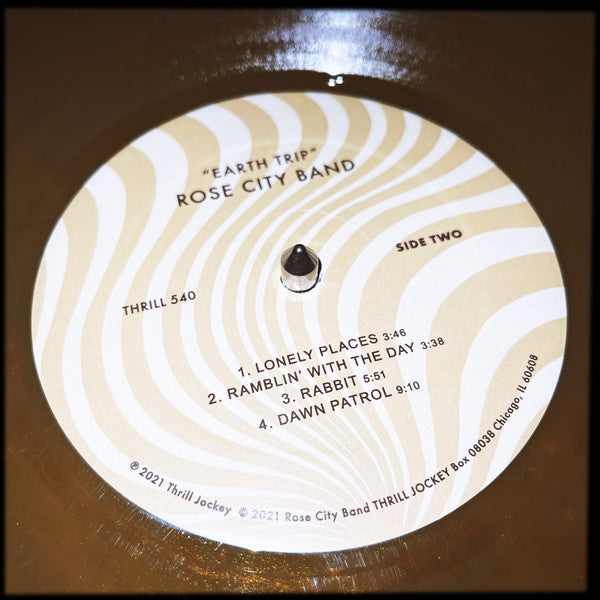 "EARTH TRIP"
ROSE CITY BAND
SIDE TWO
THRILL 540
1. LONELY PLACES 3:46
2. RAMBLIN' WITH THE DAY 3:38
3. RABBIT 5:51
4. DAWN PATROL 9:10
℗ 2021 Thrill Jockey © 2021 Rose City Band THRILL JOCKEY Box 08038 Chicago, IL 60608